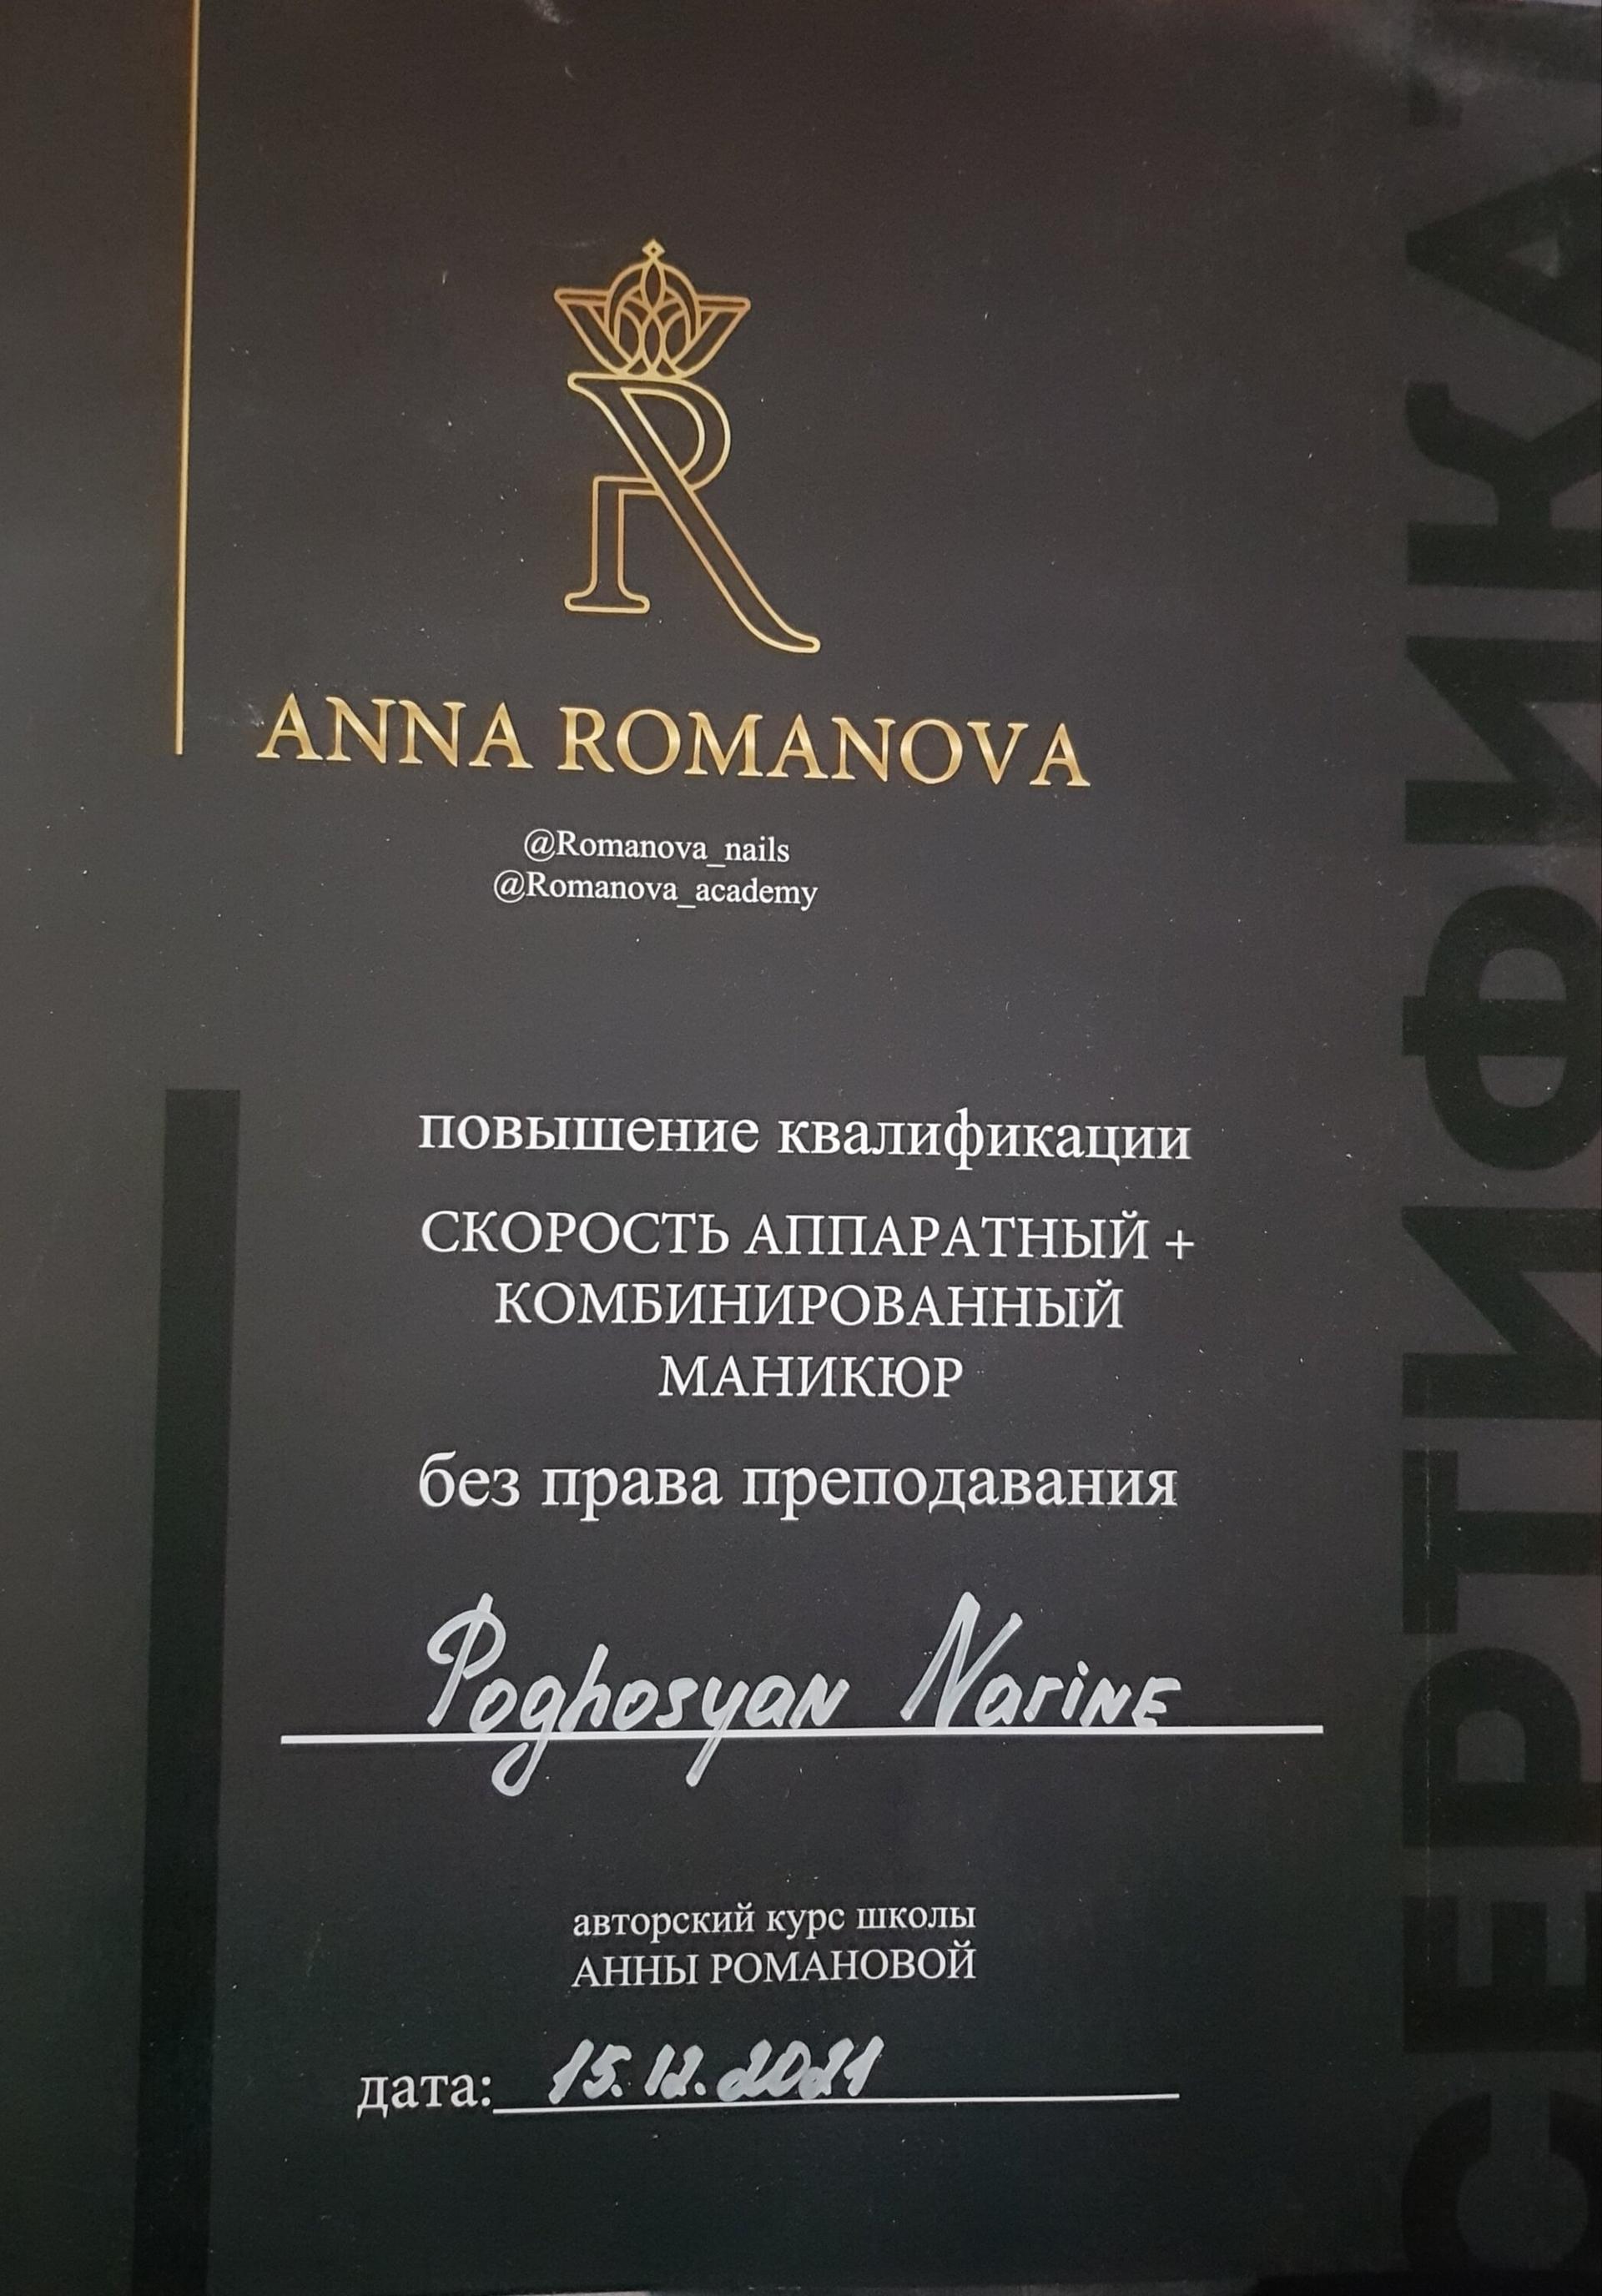 ANNA ROMANOVA
@Romanova_nails
@Romanova_academy
повышение квалификации
СКОРОСТЬ АППАРАТНЫЙ +
КОМБИНИРОВАННЫЙ
МАНИКЮР
без права преподавания
Poghosyan Narine
авторский курс школы
АННЫ РОМАНОВОЙ
дата: 15.12.2021
СЕРТИФИКА